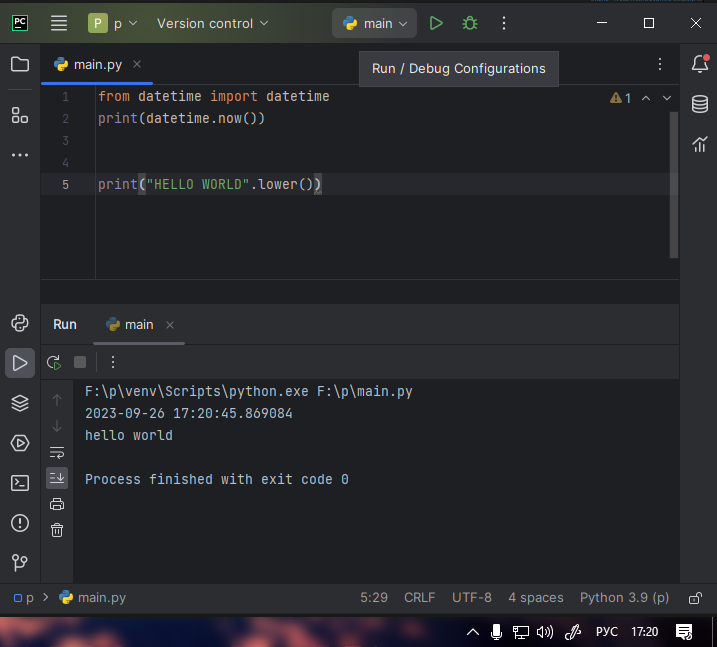 PC
P p Version control main
main.py
Run / Debug Configurations
1 from datetime import datetime
1
2 print(datetime.now())
3
4
5 print("HELLO WORLD".lower())
Run main
F:\p\venv\Scripts\python.exe F:\p\main.py
2023-09-26 17:20:45.869084
hello world
Process finished with exit code 0
p > main.py 5:29 CRLF UTF-8 4 spaces Python 3.9 (p)
РУС 17:20